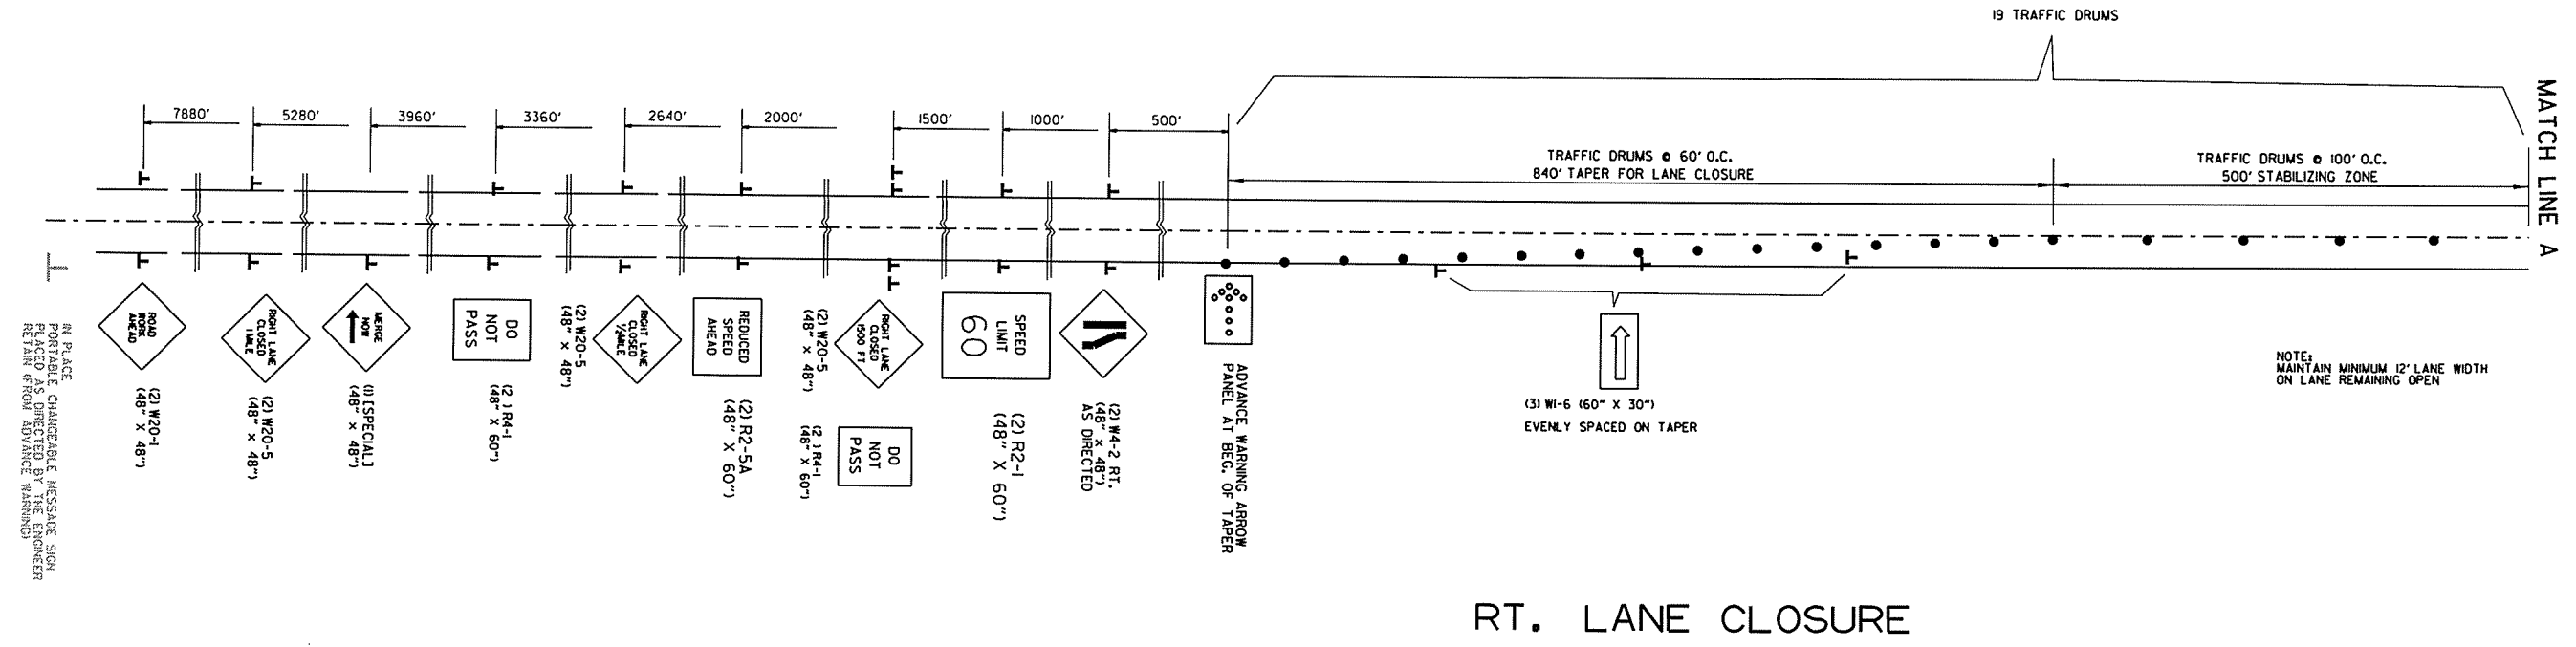 19 TRAFFIC DRUMS
7880'
5280'
3960'
3360'
2640'
2000'
1500'
1000'
500'
TRAFFIC DRUMS @ 60' O.C.
840' TAPER FOR LANE CLOSURE
TRAFFIC DRUMS @ 100' O.C.
500' STABILIZING ZONE
MATCH LINE A
IN PLACE
PORTABLE CHANGEABLE MESSAGE SIGN
PLACED AS DIRECTED BY THE ENGINEER
RETAIN (FROM ADVANCE WARNING)
ROAD
WORK
AHEAD
(2) W20-1
(48" X 48")
RIGHT LANE
CLOSED
1 MILE
(2) W20-5
(48" X 48")
MERGE
NOW
(1) [SPECIAL]
(48" X 48")
DO
NOT
PASS
(2 ) R4-1
(48" X 60")
(2) W20-5
(48" X 48")
RIGHT LANE
CLOSED
1/2 MILE
REDUCED
SPEED
AHEAD
(2) R2-5A
(48" X 60")
(2) W20-5
(48" X 48")
RIGHT LANE
CLOSED
1500 FT
(2 ) R4-1
(48" X 60")
DO
NOT
PASS
SPEED
LIMIT
60
(2) R2-1
(48" X 60")
(2) W4-2 RT.
(48" X 48")
AS DIRECTED
ADVANCE WARNING ARROW
PANEL AT BEG. OF TAPER
(3) W1-6 (60" X 30")
EVENLY SPACED ON TAPER
NOTE:
MAINTAIN MINIMUM 12' LANE WIDTH
ON LANE REMAINING OPEN
RT. LANE CLOSURE